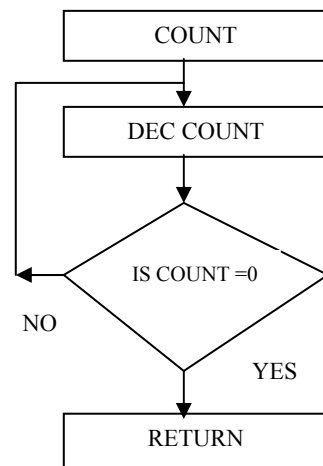 COUNT
DEC COUNT
IS COUNT =0
NO
YES
RETURN